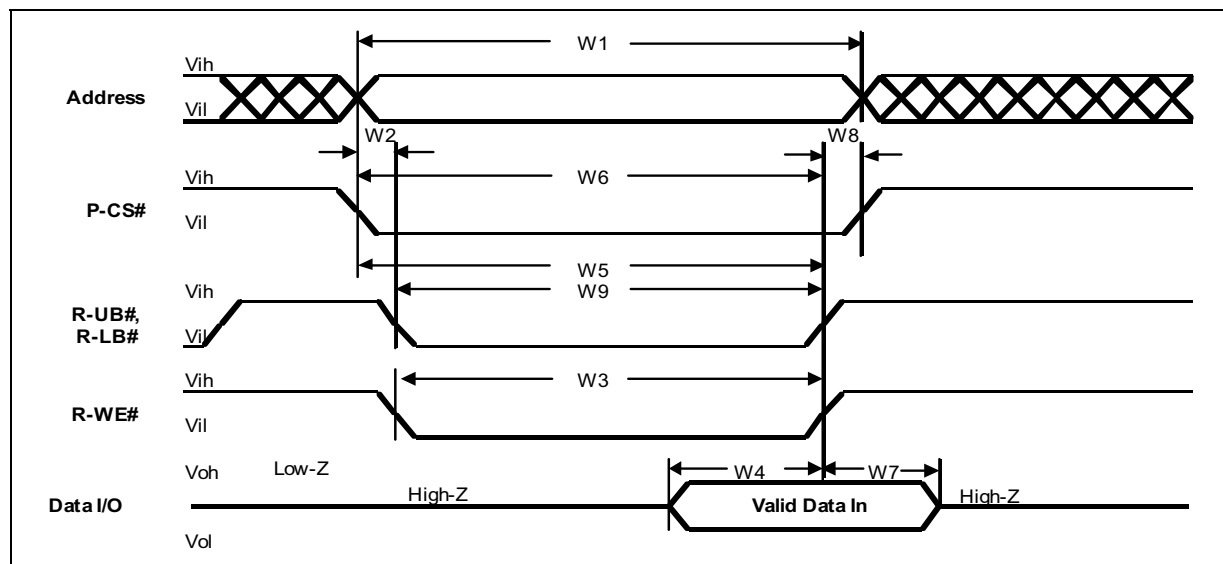 W1
Vih
Address
Vil
W2
W8
Vih
W6
P-CS#
Vil
W5
Vih
W9
R-UB#,
R-LB#
Vil
Vih
W3
R-WE#
Vil
Voh
Low-Z
W4
W7
High-Z
High-Z
Data I/O
Valid Data In
Vol